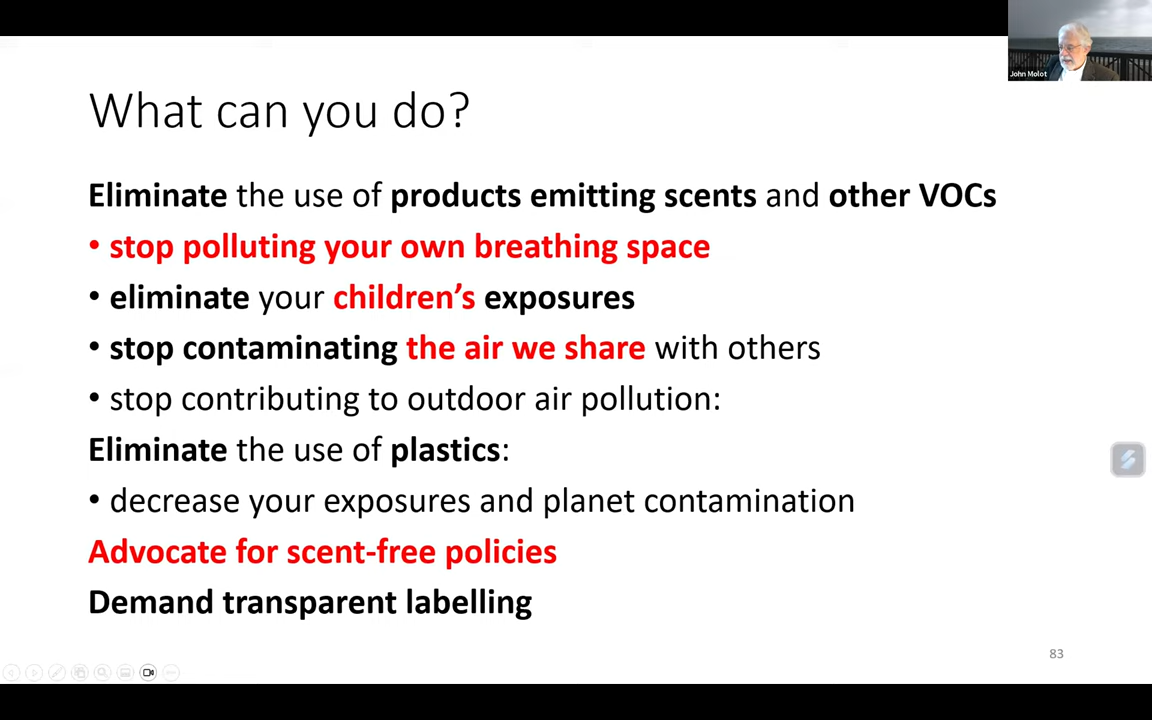 John Molot
What can you do?
Eliminate the use of products emitting scents and other VOCs
• stop polluting your own breathing space
• eliminate your children’s exposures
• stop contaminating the air we share with others
• stop contributing to outdoor air pollution:
Eliminate the use of plastics:
• decrease your exposures and planet contamination
Advocate for scent-free policies
Demand transparent labelling
83